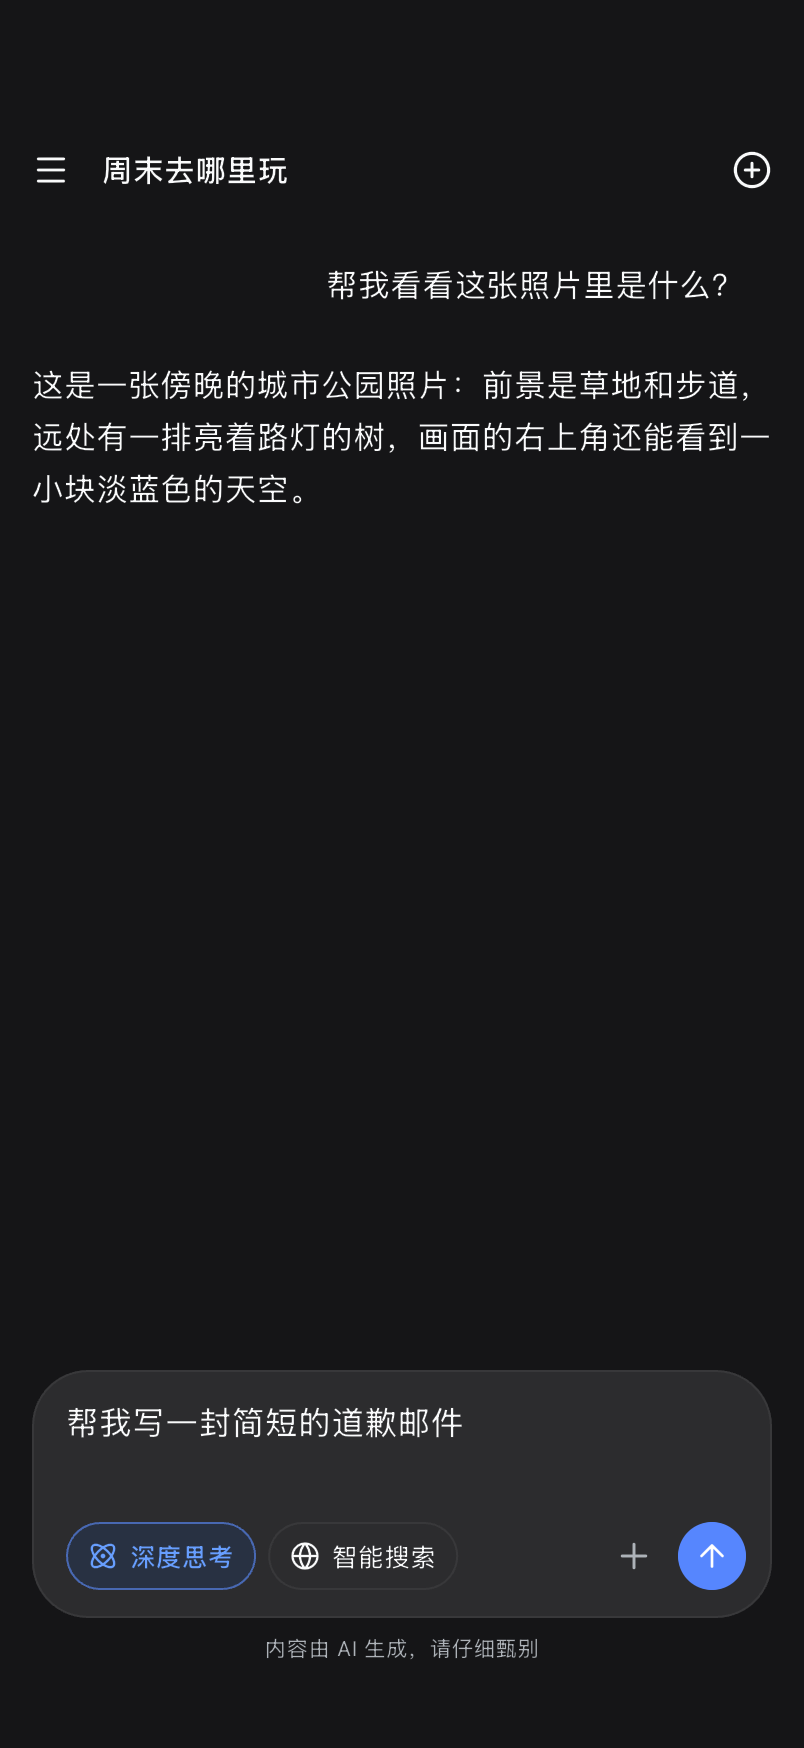 周末去哪里玩
帮我看看这张照片里是什么？
这是一张傍晚的城市公园照片：前景是草地和步道，
远处有一排亮着路灯的树，画面的右上角还能看到一
小块淡蓝色的天空。
帮我写一封简短的道歉邮件
深度思考
智能搜索
内容由 AI 生成，请仔细甄别